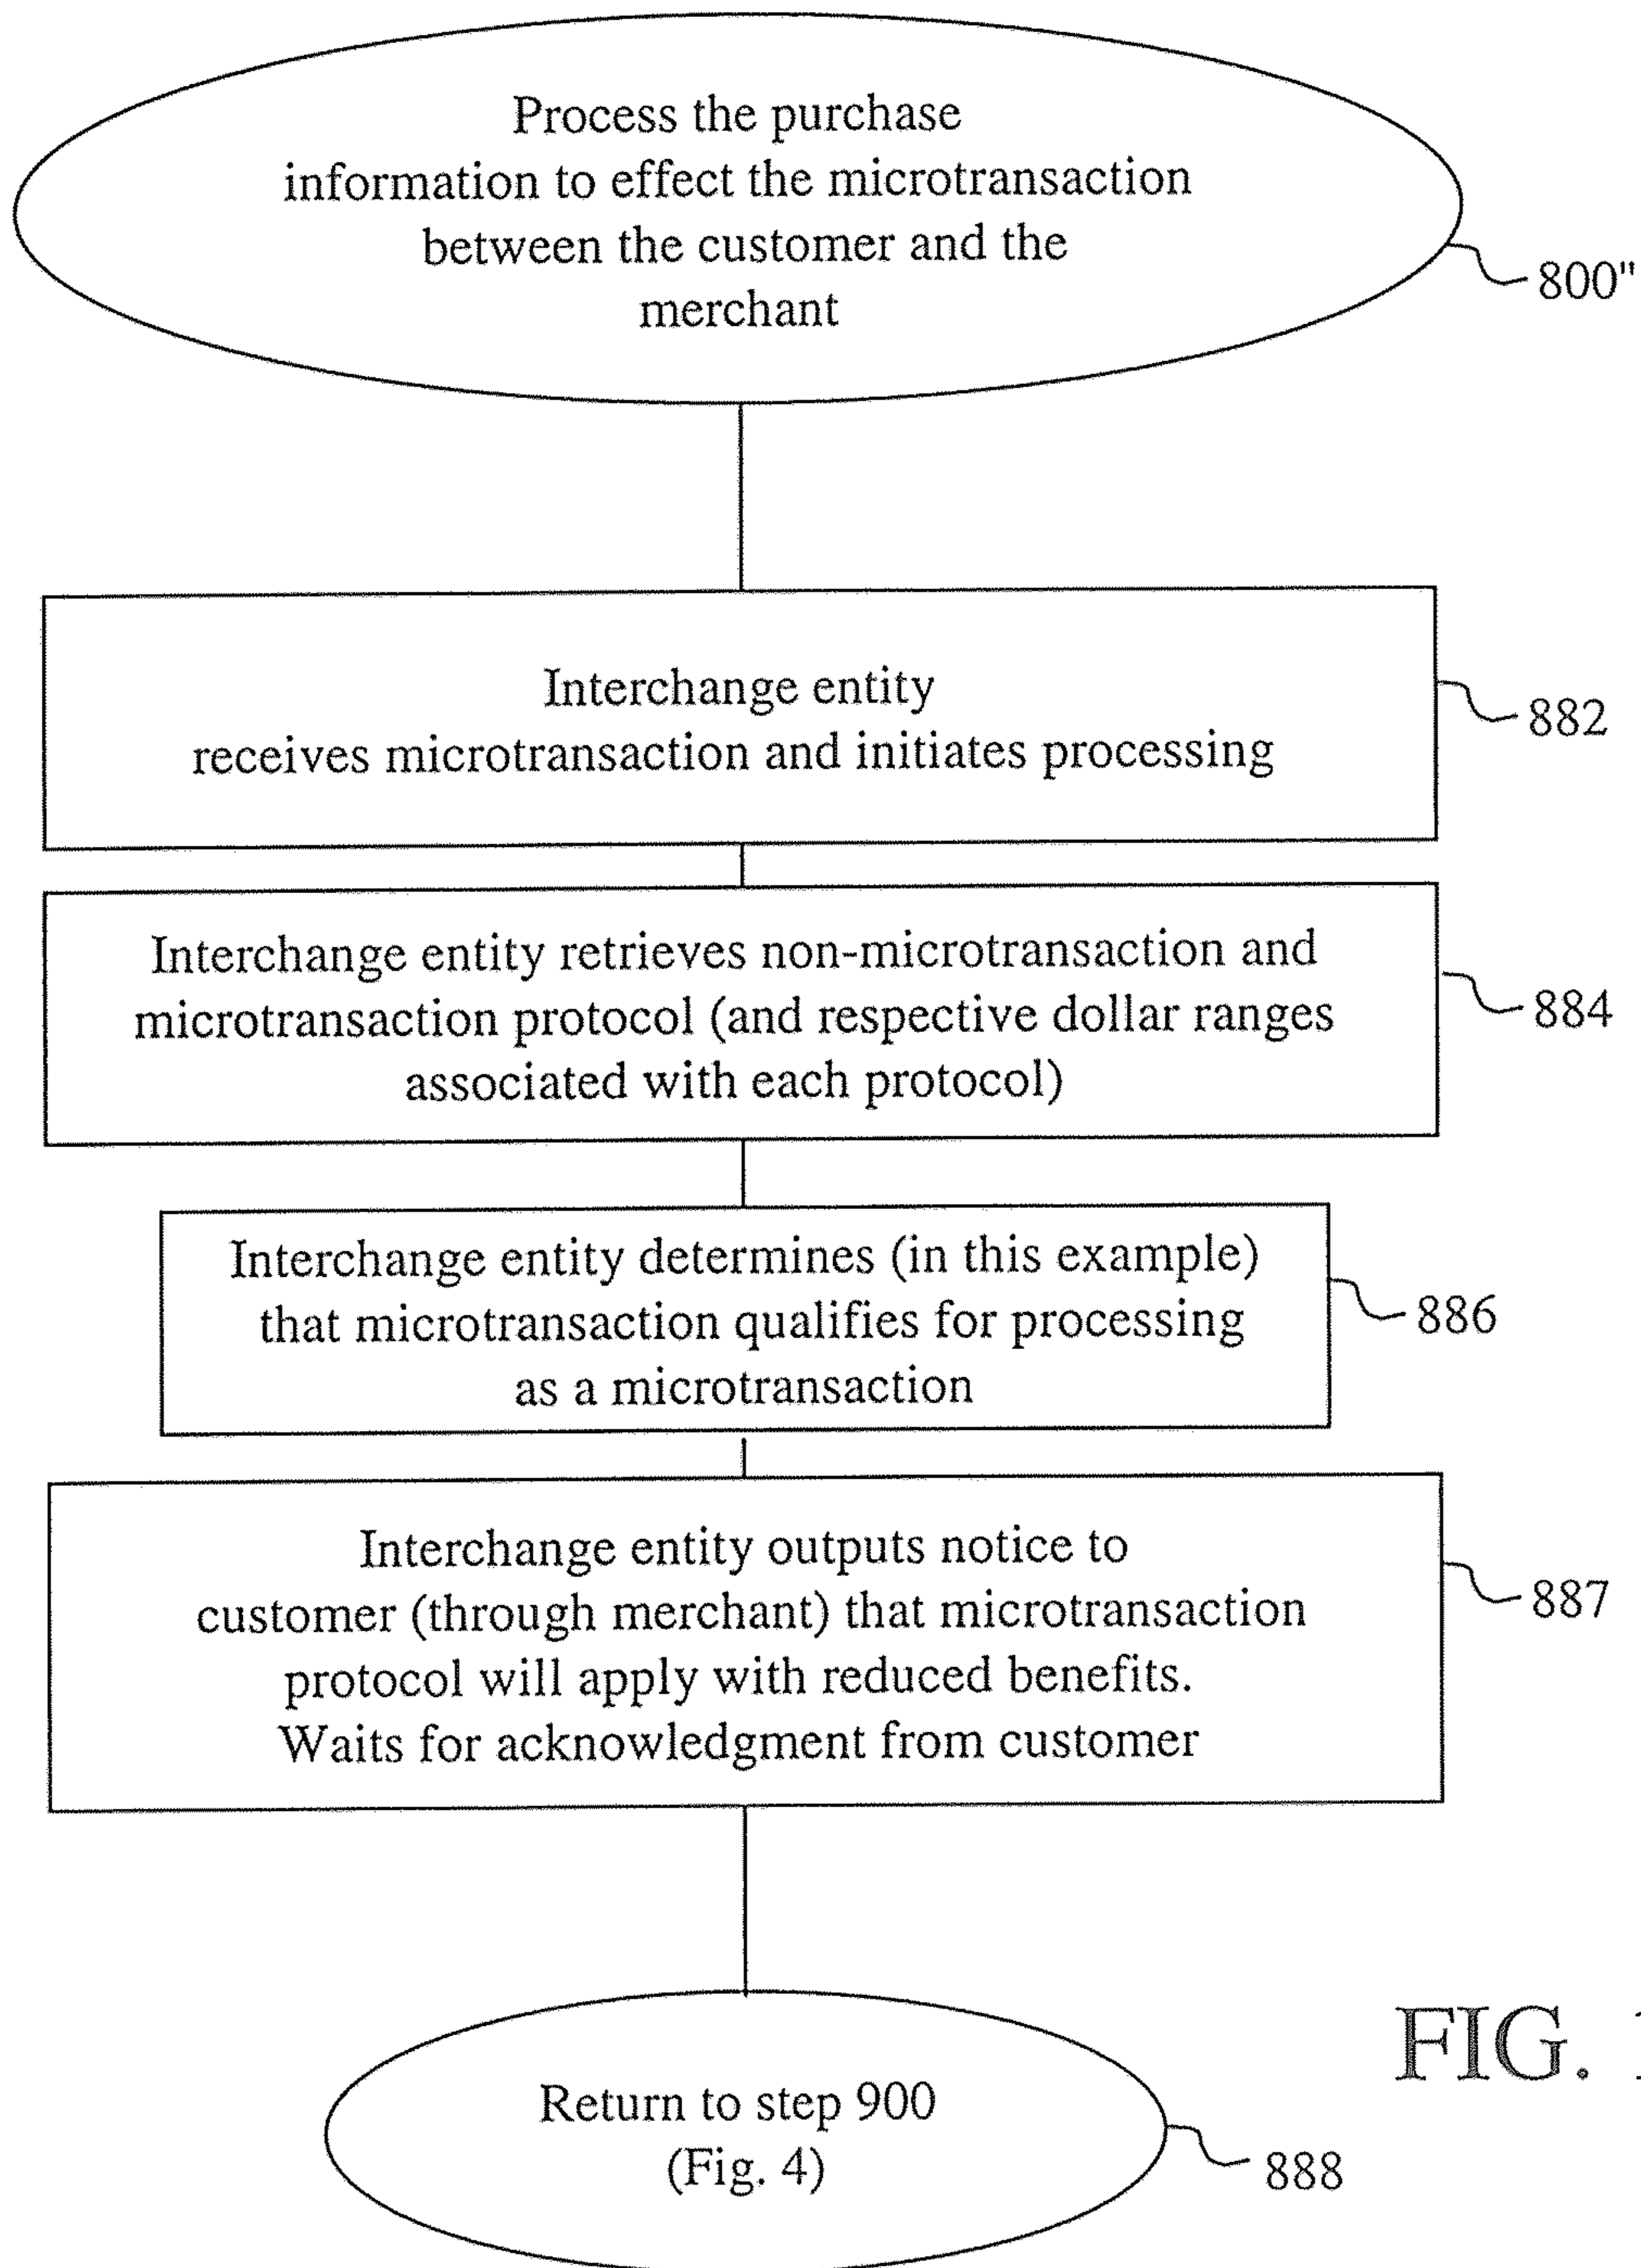 Process the purchase
information to effect the microtransaction
between the customer and the
merchant
800"
Interchange entity
receives microtransaction and initiates processing
882
Interchange entity retrieves non-microtransaction and
microtransaction protocol (and respective dollar ranges
associated with each protocol)
884
Interchange entity determines (in this example)
that microtransaction qualifies for processing
as a microtransaction
886
Interchange entity outputs notice to
customer (through merchant) that microtransaction
protocol will apply with reduced benefits.
Waits for acknowledgment from customer
887
Return to step 900
(Fig. 4)
888
FIG.